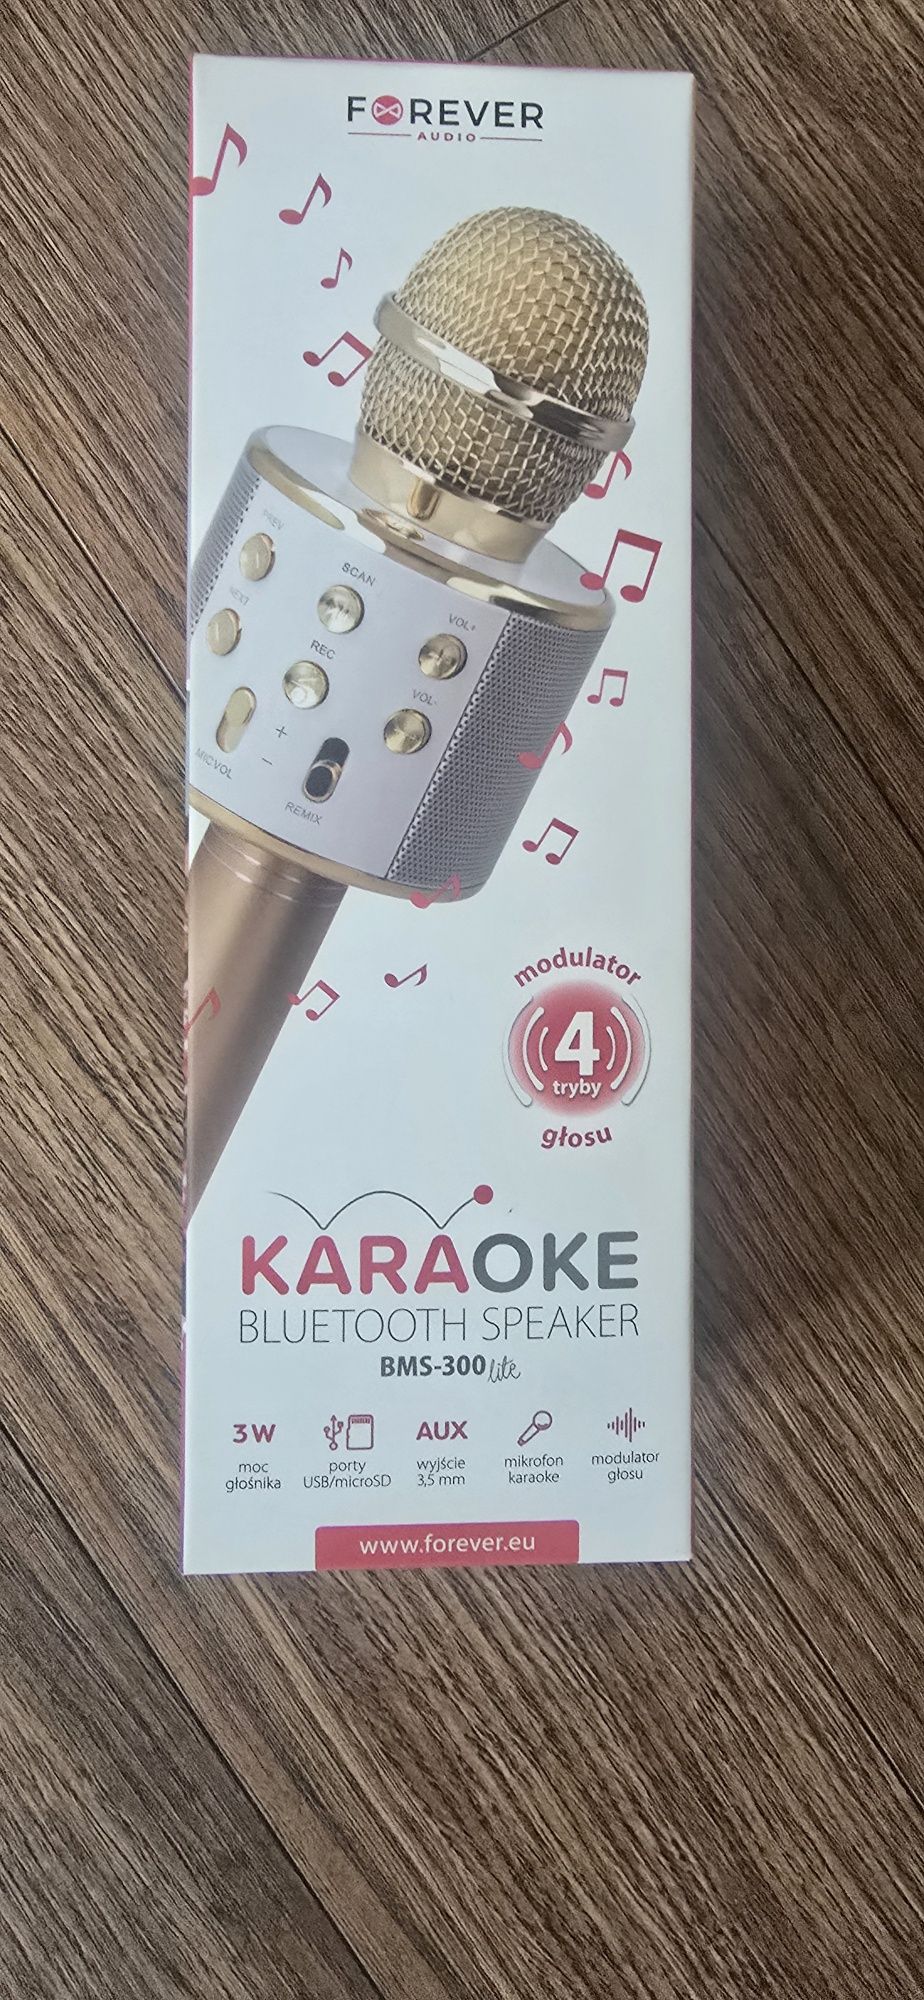 FOREVER
AUDIO
PREV
NEXT
SCAN
REC
VOL+
VOL-
+
-
MIC.VOL
REMIX
modulator
4
tryby
głosu
KARAOKE
BLUETOOTH SPEAKER
BMS-300 lite
3W
moc
głośnika
porty
USB/microSD
AUX
wyjście
3,5 mm
mikrofon
karaoke
modulator
głosu
www.forever.eu